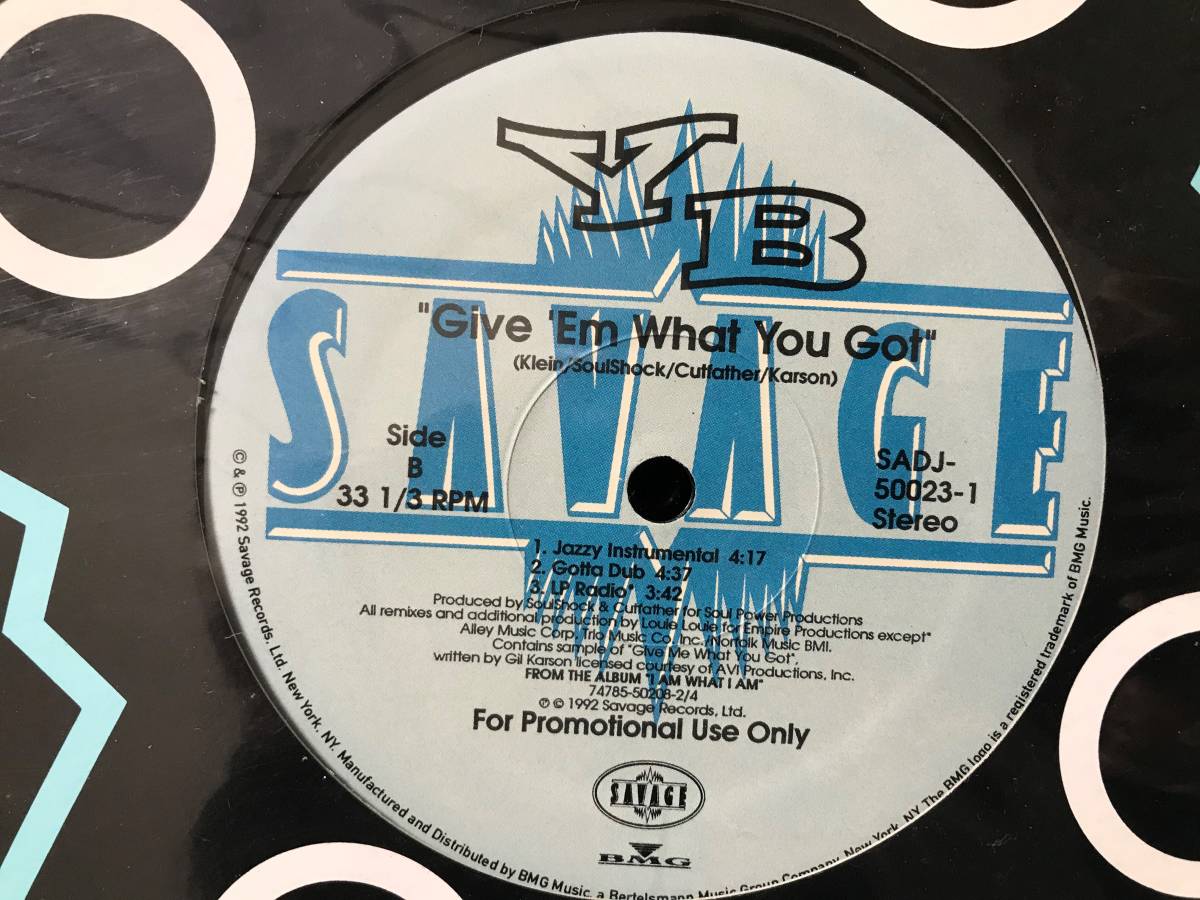 YB
SAVAGE
"Give 'Em What You Got"
(Klein/SoulShock/Cutfather/Karson)
Side
B
33 1/3 RPM
SADJ-
50023-1
Stereo
1. Jazzy Instrumental 4:17
2. Gotta Dub 4:37
3. LP Radio* 3:42
Produced by SoulShock & Cutfather for Soul Power Productions
All remixes and additional production by Louie Louie for Empire Productions except*
Alley Music Corp./Trio Music Co. Inc./Norfolk Music BMI.
Contains sample of "Give Me What You Got",
written by Gil Karson licensed courtesy of AVI Productions, Inc.
FROM THE ALBUM "I AM WHAT I AM"
74785-50208-2/4
℗ © 1992 Savage Records, Ltd.
For Promotional Use Only
SAVAGE
BMG
© & ℗ 1992 Savage Records, Ltd. New York, NY. Manufactured and Distributed by BMG Music, a Bertelsmann Music Group Company, New York, NY The BMG logo is a registered trademark of BMG Music.